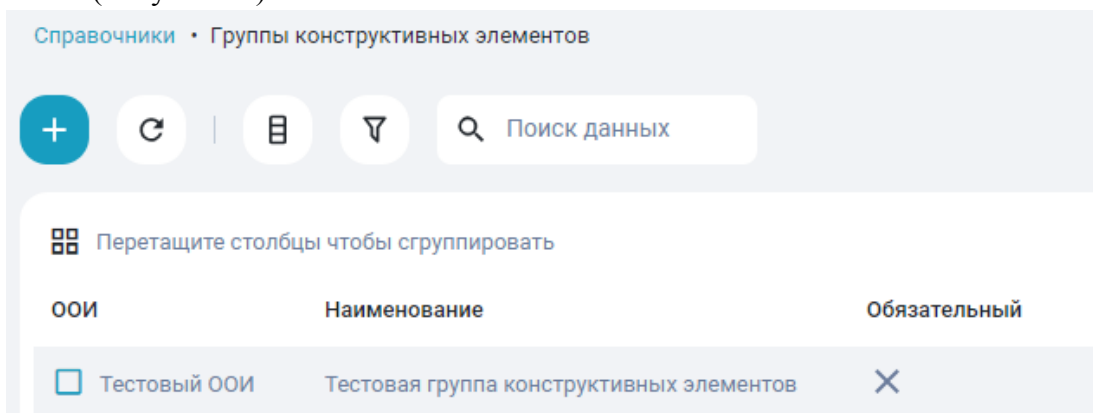 Справочники • Группы конструктивных элементов
Поиск данных
Перетащите столбцы чтобы сгруппировать
ООИ Наименование Обязательный
Тестовый ООИ Тестовая группа конструктивных элементов